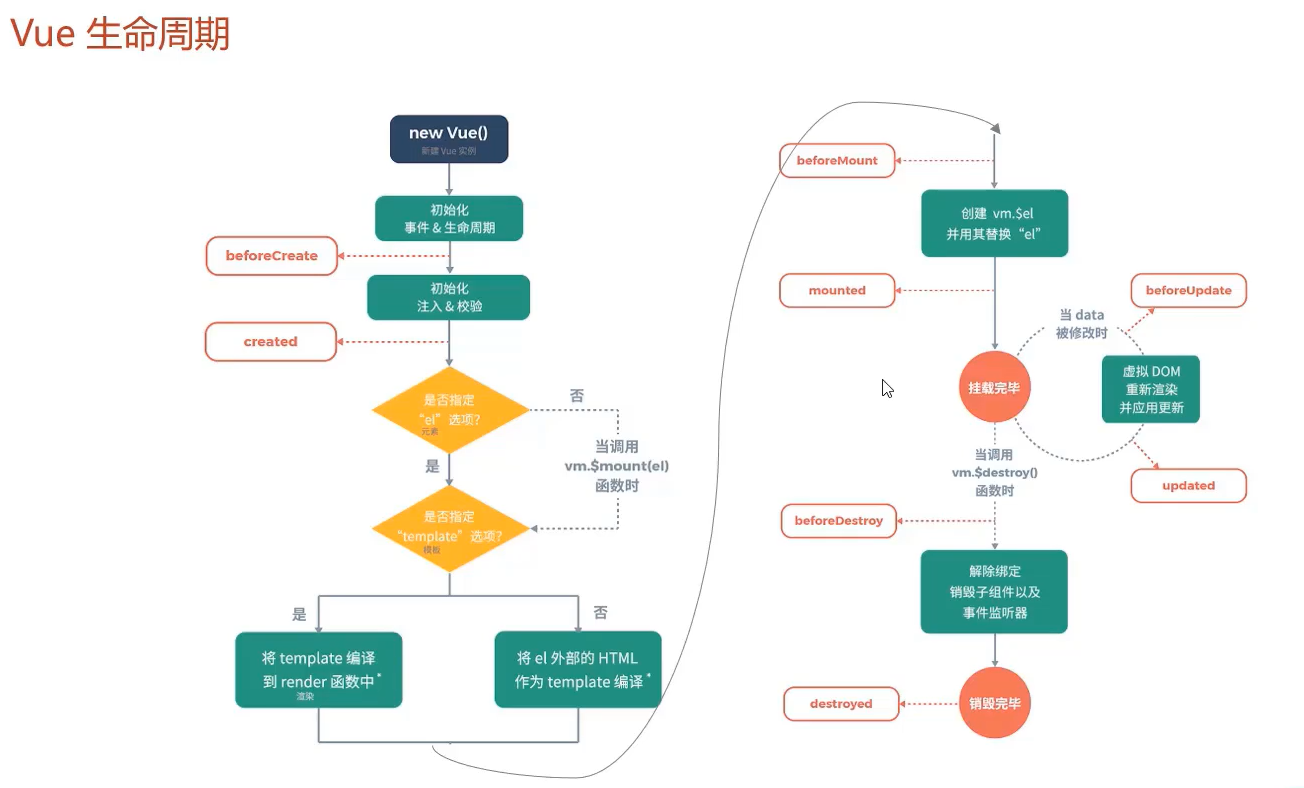 Vue 生命周期
new Vue()
新建 Vue 实例
初始化
事件 & 生命周期
beforeCreate
初始化
注入 & 校验
created
是否指定
“el” 选项?
元素
否
是
当调用
vm.$mount(el)
函数时
是否指定
“template” 选项?
模板
是
否
将 template 编译
到 render 函数中*
渲染
将 el 外部的 HTML
作为 template 编译*
beforeMount
创建 vm.$el
并用其替换“el”
mounted
挂载完毕
当 data
被修改时
beforeUpdate
虚拟 DOM
重新渲染
并应用更新
updated
当调用
vm.$destroy()
函数时
beforeDestroy
解除绑定
销毁子组件以及
事件监听器
destroyed
销毁完毕